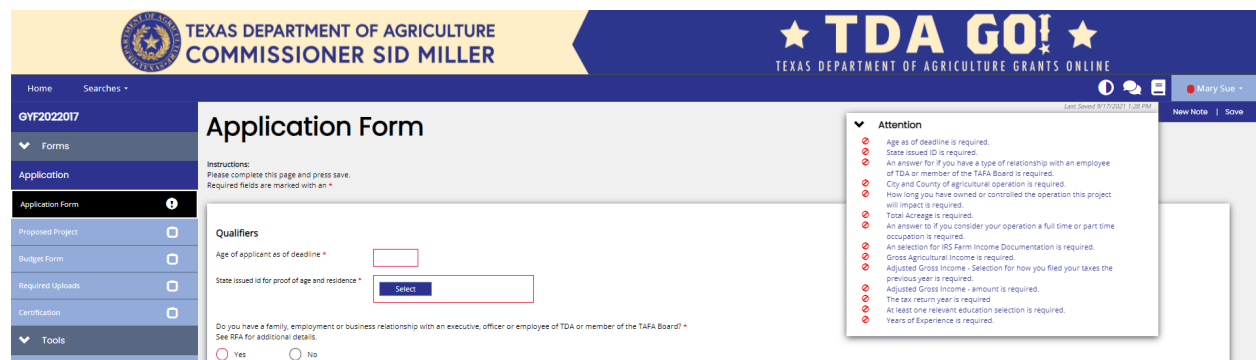 TEXAS DEPARTMENT OF AGRICULTURE
COMMISSIONER SID MILLER
TDA GO!
TEXAS DEPARTMENT OF AGRICULTURE GRANTS ONLINE
Home Searches
Mary Sue
GYF2022017
Last Saved 9/17/2021 1:28 PM
New Note | Save
Forms
Application
Application Form
Proposed Project
Budget Form
Required Uploads
Certification
Tools
Application Form
Instructions:
Please complete this page and press save.
Required fields are marked with an *
Qualifiers
Age of applicant as of deadline *
State issued id for proof of age and residence *
Select
Do you have a family, employment or business relationship with an executive, officer or employee of TDA or member of the TAFA Board? *
See RFA for additional details.
Yes No
Attention
Age as of deadline is required.
State issued ID is required.
An answer for if you have a type of relationship with an employee
of TDA or member of the TAFA Board is required.
City and County of agricultural operation is required.
How long you have owned or controlled the operation this project
will impact is required.
Total Acreage is required.
An answer to if you consider your operation a full time or part time
occupation is required.
An selection for IRS Farm Income Documentation is required.
Gross Agricultural Income is required.
Adjusted Gross Income - Selection for how you filed your taxes the
previous year is required.
Adjusted Gross Income - amount is required.
The tax return year is required
At least one relevant education selection is required.
Years of Experience is required.